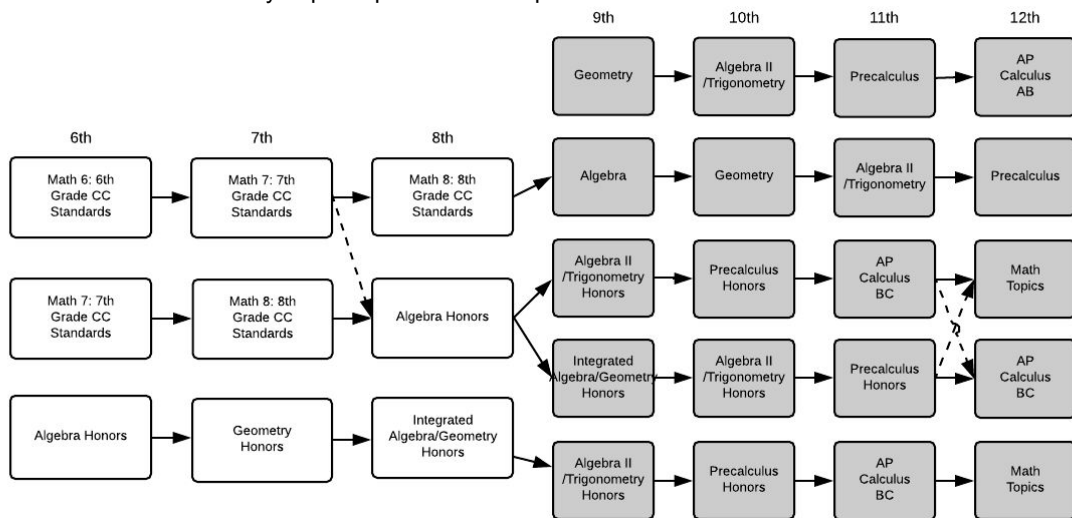 9th
10th
11th
12th
Geometry
Algebra II
/Trigonometry
Precalculus
AP
Calculus
AB
6th
7th
8th
Math 6: 6th
Grade CC
Standards
Math 7: 7th
Grade CC
Standards
Math 8: 8th
Grade CC
Standards
Algebra
Geometry
Algebra II
/Trigonometry
Precalculus
Math 7: 7th
Grade CC
Standards
Math 8: 8th
Grade CC
Standards
Algebra Honors
Algebra II
/Trigonometry
Honors
Precalculus
Honors
AP
Calculus
BC
Math
Topics
Integrated
Algebra/Geometry
Honors
Algebra II
/Trigonometry
Honors
Precalculus
Honors
AP
Calculus
BC
Algebra Honors
Geometry
Honors
Integrated
Algebra/Geometry
Honors
Algebra II
/Trigonometry
Honors
Precalculus
Honors
AP
Calculus
BC
Math
Topics